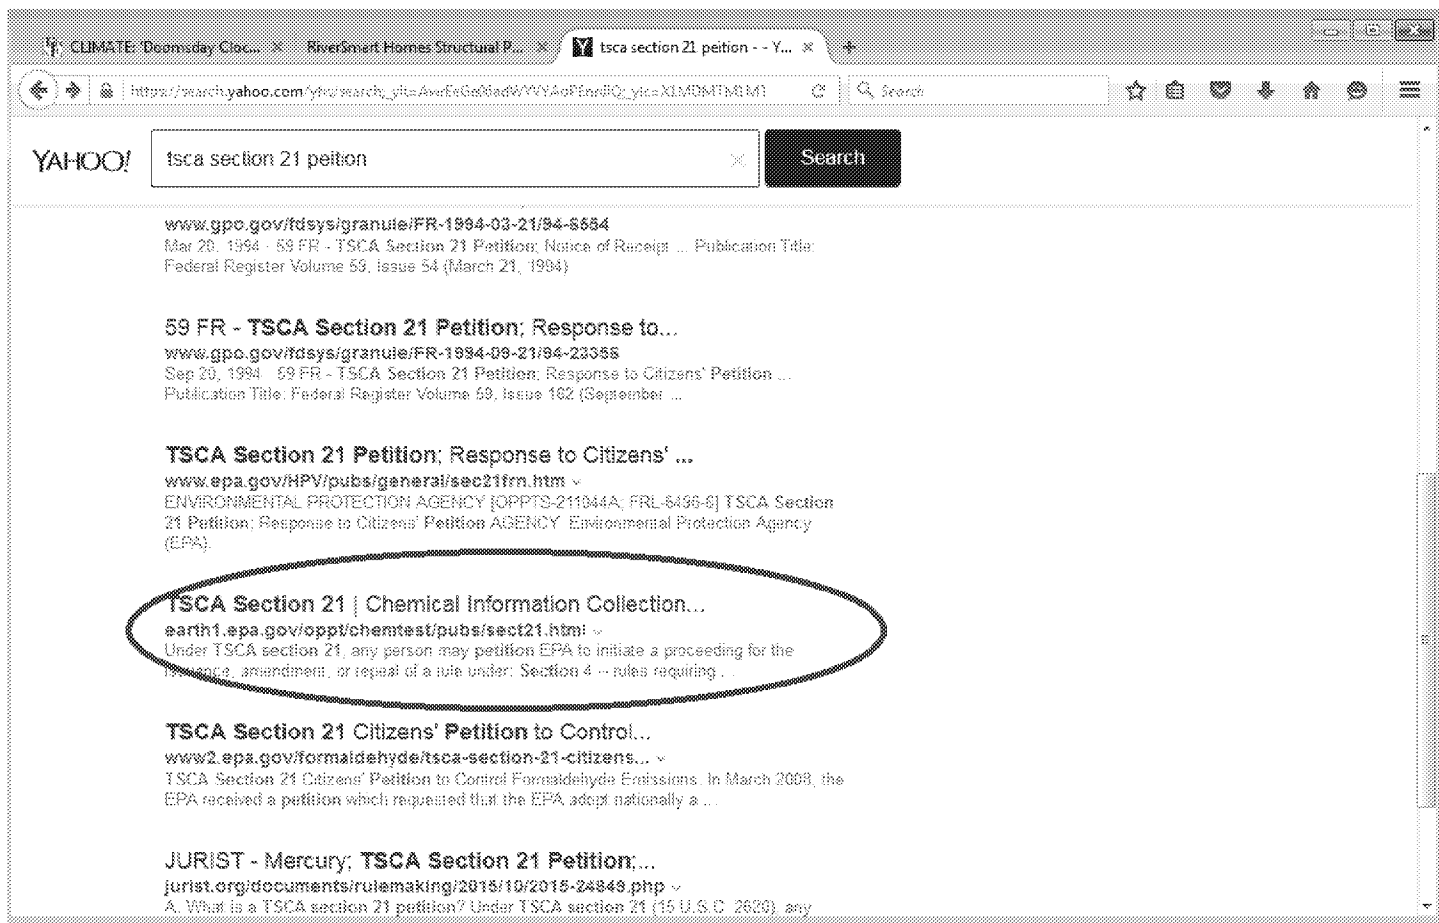 CLIMATE: 'Doomsday Cloc... × RiverSmart Homes Structural P... × tsca section 21 peition - - Y... × +
Search
YAHOO! tsca section 21 peition × Search
www.gpo.gov/fdsys/granule/FR-1994-03-21/94-6554
Mar 20, 1994 · 59 FR - TSCA Section 21 Petition; Notice of Receipt ... Publication Title:
Federal Register Volume 59, Issue 54 (March 21, 1994)
59 FR - TSCA Section 21 Petition; Response to...
www.gpo.gov/fdsys/granule/FR-1994-09-21/94-23358
Sep 20, 1994 · 59 FR - TSCA Section 21 Petition; Response to Citizens' Petition ...
Publication Title: Federal Register Volume 59, Issue 182 (September ...
TSCA Section 21 Petition; Response to Citizens' ...
www.epa.gov/HPV/pubs/general/sec21frn.htm
ENVIRONMENTAL PROTECTION AGENCY [OPPTS-211044A; FRL-6496-6] TSCA Section
21 Petition; Response to Citizens' Petition AGENCY: Environmental Protection Agency
(EPA).
TSCA Section 21 | Chemical Information Collection...
earth1.epa.gov/oppt/chemtest/pubs/sect21.html
Under TSCA section 21, any person may petition EPA to initiate a proceeding for the
issuance, amendment, or repeal of a rule under: Section 4 -- rules requiring ...
TSCA Section 21 Citizens' Petition to Control...
www2.epa.gov/formaldehyde/tsca-section-21-citizens...
TSCA Section 21 Citizens' Petition to Control Formaldehyde Emissions. In March 2008, the
EPA received a petition which requested that the EPA adopt nationally a ...
JURIST - Mercury; TSCA Section 21 Petition;...
jurist.org/documents/rulemaking/2015/10/2015-24849.php
A. What is a TSCA section 21 petition? Under TSCA section 21 (15 U.S.C. 2620), any